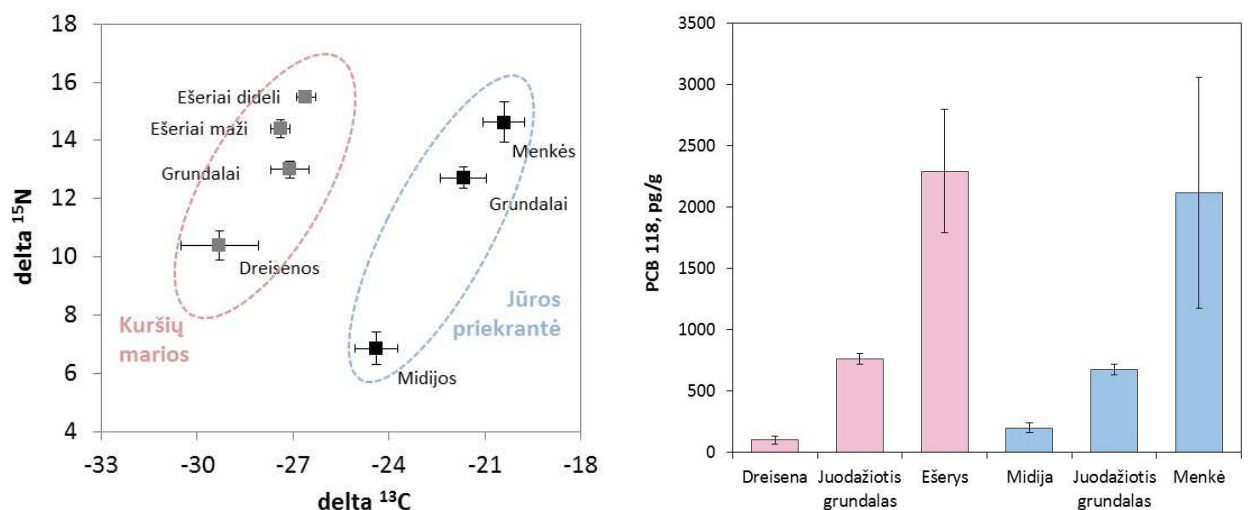 18
16
14
12
10
8
6
4
delta ¹⁵N
Ešeriai dideli
Ešeriai maži
Grundalai
Dreisenos
Kuršių
marios
Menkės
Grundalai
Jūros
priekrantė
Midijos
-33
-30
-27
-24
-21
-18
delta ¹³C
3500
3000
2500
2000
1500
1000
500
0
PCB 118, pg/g
Dreisena
Juodažiotis
grundalas
Ešerys
Midija
Juodažiotis
grundalas
Menkė